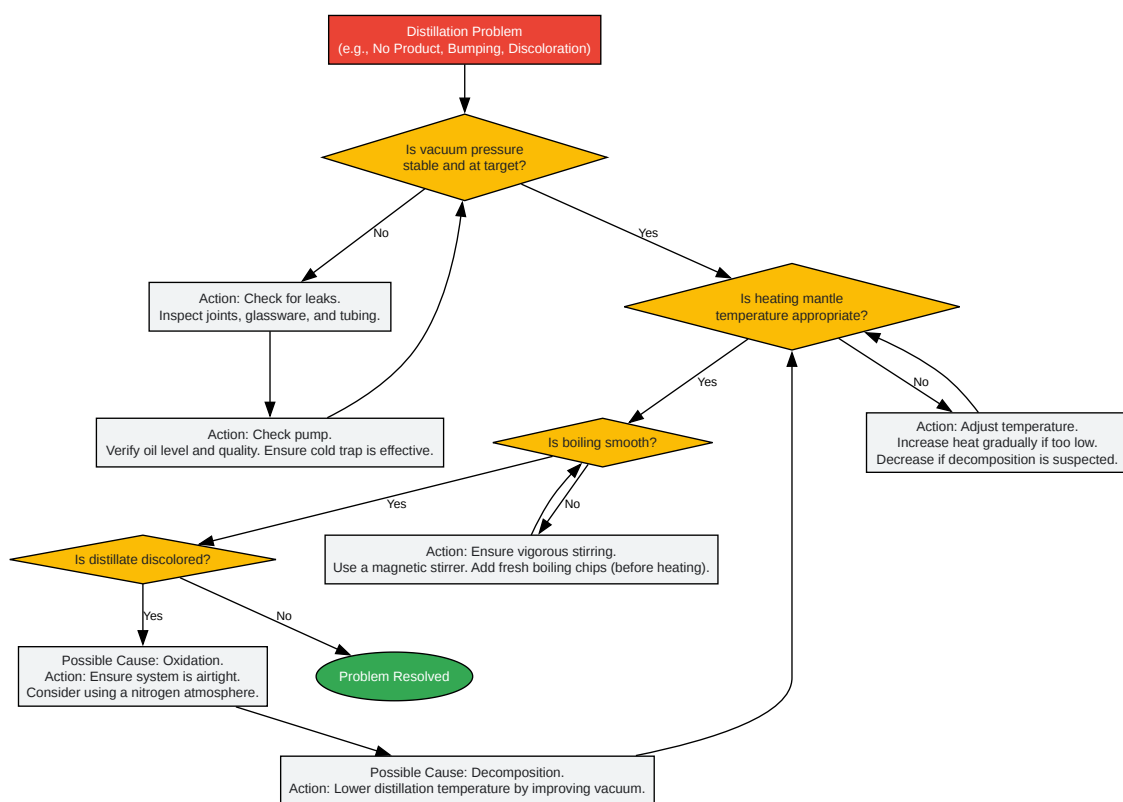 Distillation Problem
(e.g., No Product, Bumping, Discoloration)
Is vacuum pressure
stable and at target?
No
Yes
Action: Check for leaks.
Inspect joints, glassware, and tubing.
Is heating mantle
temperature appropriate?
Yes
No
Action: Check pump.
Verify oil level and quality. Ensure cold trap is effective.
Is boiling smooth?
Action: Adjust temperature.
Increase heat gradually if too low.
Decrease if decomposition is suspected.
Yes
No
Is distillate discolored?
Action: Ensure vigorous stirring.
Use a magnetic stirrer. Add fresh boiling chips (before heating).
Yes
No
Possible Cause: Oxidation.
Action: Ensure system is airtight.
Consider using a nitrogen atmosphere.
Problem Resolved
Possible Cause: Decomposition.
Action: Lower distillation temperature by improving vacuum.